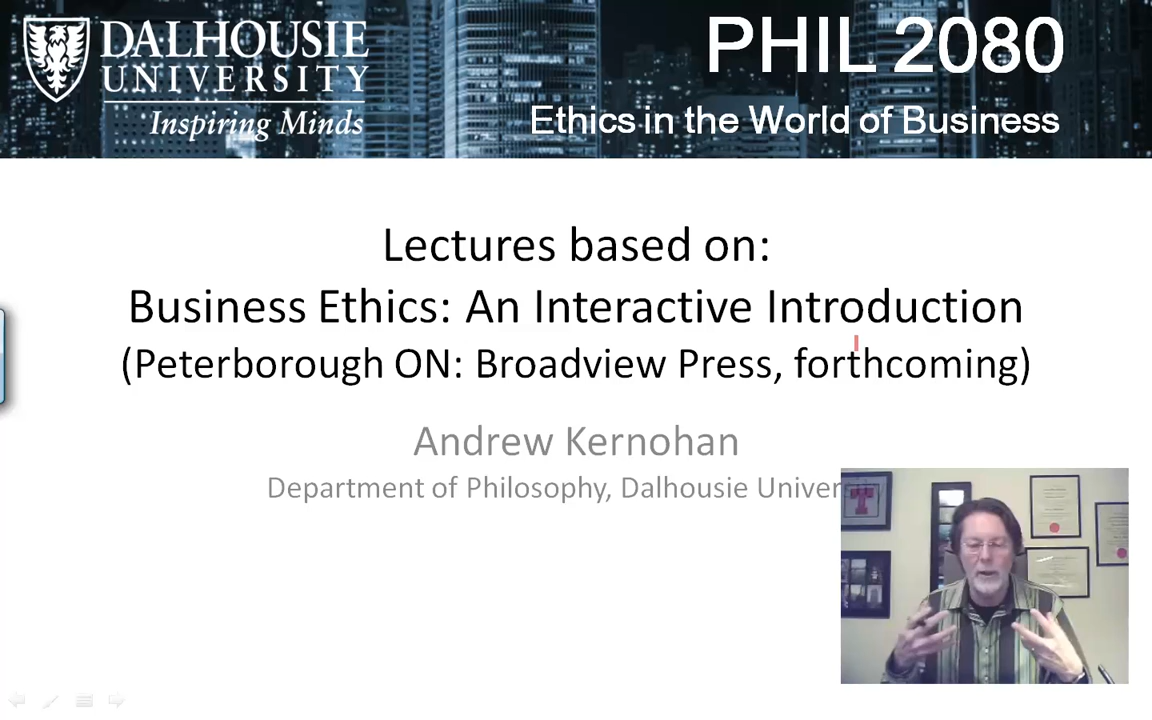 DALHOUSIE
UNIVERSITY
Inspiring Minds
PHIL 2080
Ethics in the World of Business
Lectures based on:
Business Ethics: An Interactive Introduction
(Peterborough ON: Broadview Press, forthcoming)
Andrew Kernohan
Department of Philosophy, Dalhousie Univer